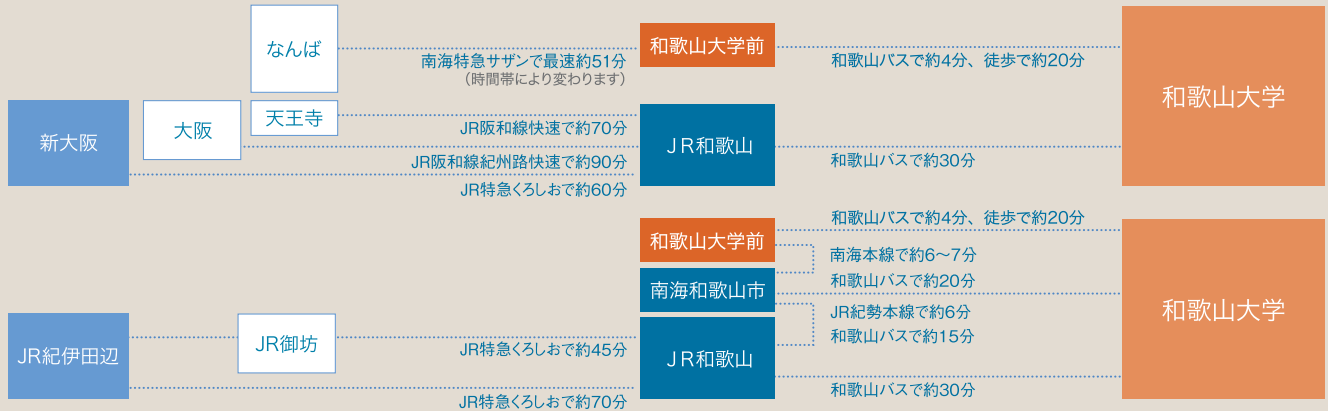 なんば
南海特急サザンで最速約51分
（時間帯により変わります）
和歌山大学前
和歌山バスで約4分、徒歩で約20分
和歌山大学
新大阪
大阪
天王寺
JR阪和線快速で約70分
JR阪和線紀州路快速で約90分
JR特急くろしおで約60分
JR和歌山
和歌山バスで約30分
和歌山大学前
和歌山バスで約4分、徒歩で約20分
南海本線で約6〜7分
南海和歌山市
和歌山バスで約20分
JR紀勢本線で約6分
和歌山バスで約15分
和歌山大学
JR紀伊田辺
JR御坊
JR特急くろしおで約45分
JR特急くろしおで約70分
JR和歌山
和歌山バスで約30分